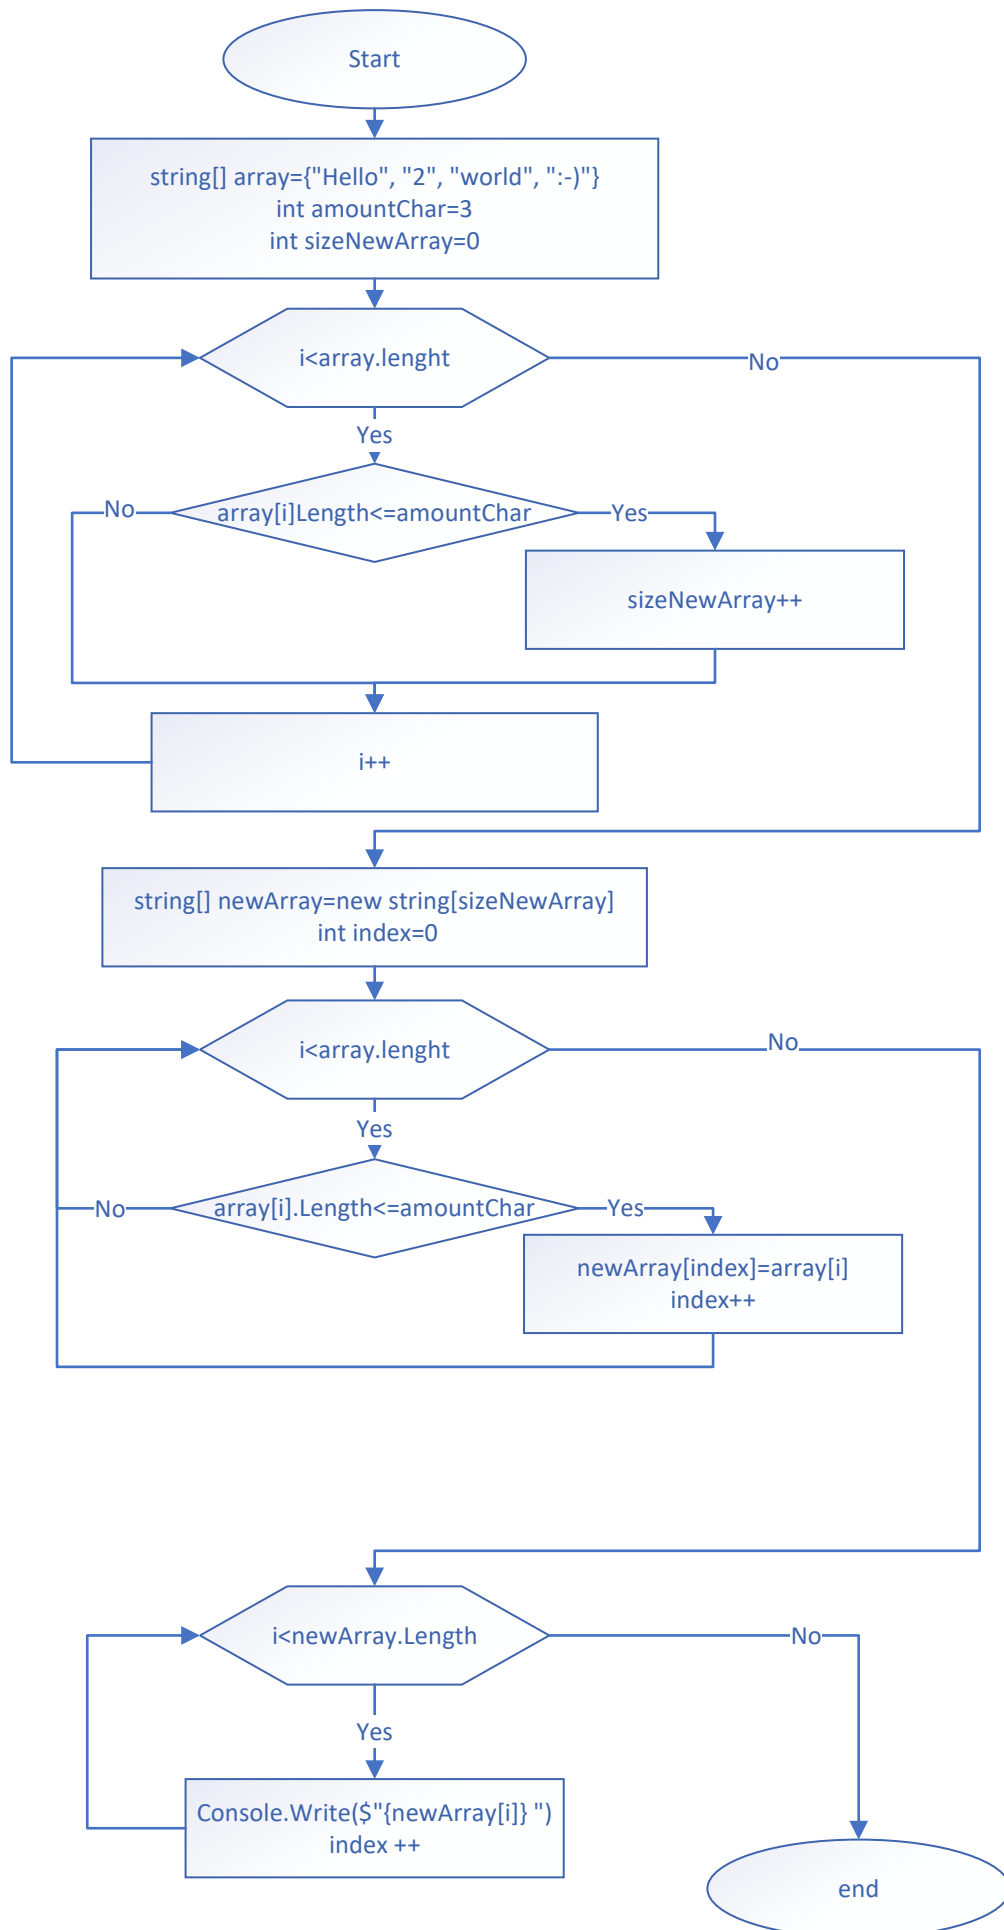 Start
string[] array={"Hello", "2", "world", ":-)"}
int amountChar=3
int sizeNewArray=0
i<array.lenght
No
Yes
No
array[i]Length<=amountChar
Yes
sizeNewArray++
i++
string[] newArray=new string[sizeNewArray]
int index=0
i<array.lenght
No
Yes
No
array[i].Length<=amountChar
Yes
newArray[index]=array[i]
index++
i<newArray.Length
No
Yes
Console.Write($"{newArray[i]} ")
index ++
end